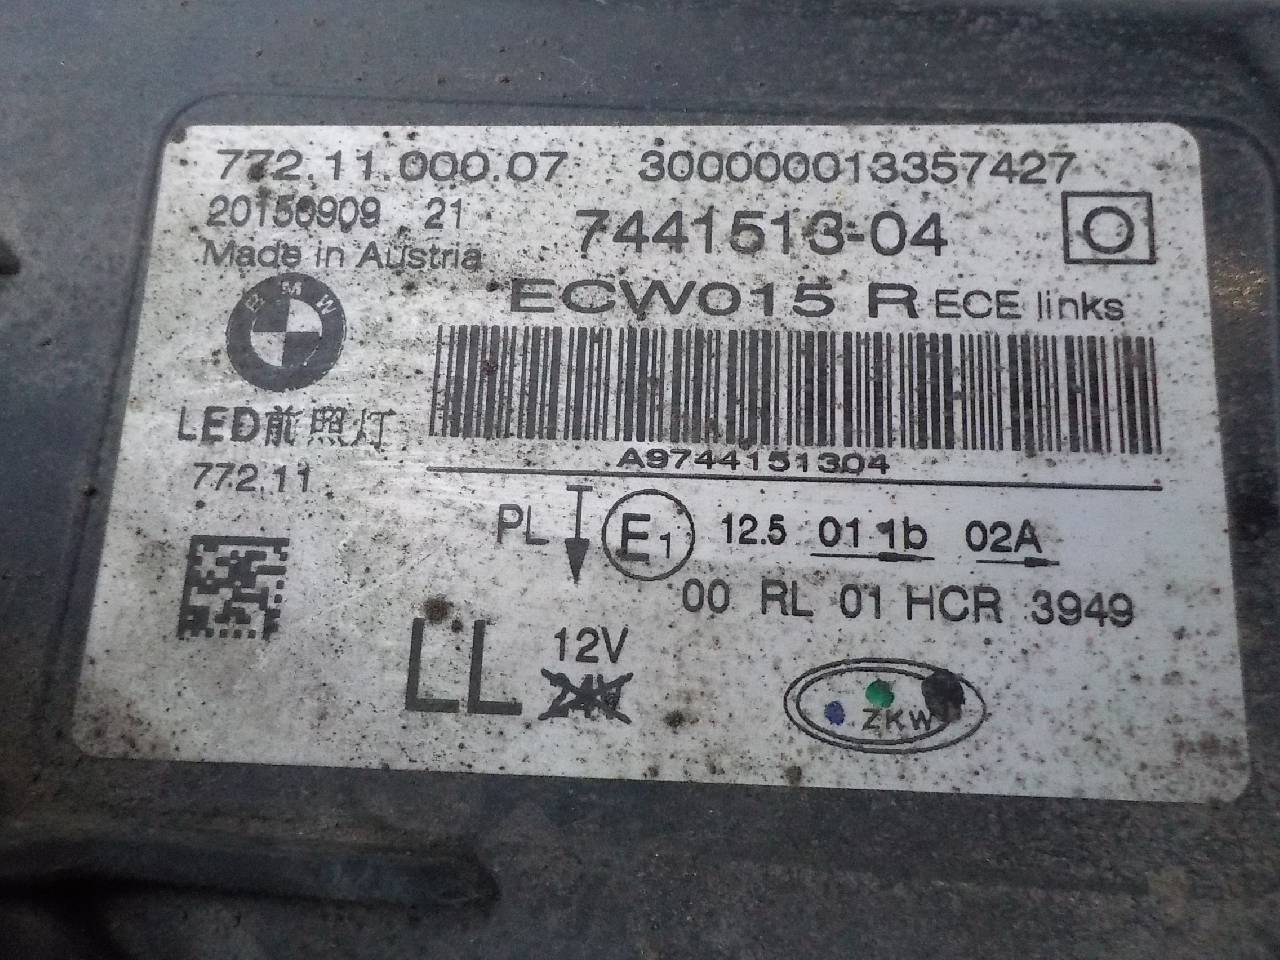 772.11.000.07 300000013357427
20150909 21 7441513-04
Made in Austria
ECW015 R ECE links
BMW
LED前照灯
A9744151304
772.11
PL E1 12.5 01 1b 02A
00 RL 01 HCR 3949
LL 12V
24V
ZKW